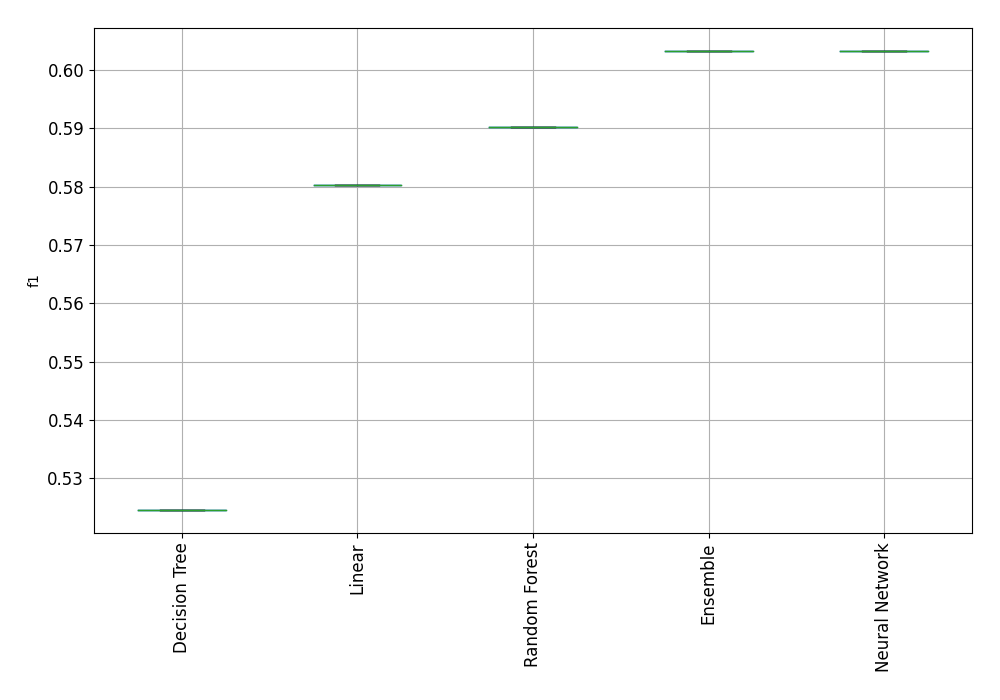 0.60
0.59
0.58
0.57
0.56
0.55
0.54
0.53
f1
Decision Tree
Linear
Random Forest
Ensemble
Neural Network